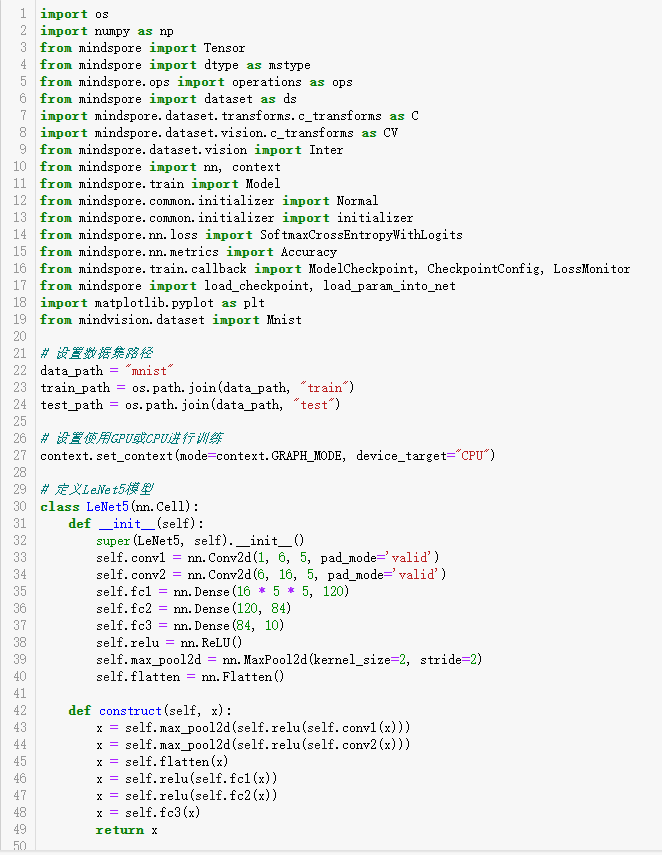 1 import os
2 import numpy as np
3 from mindspore import Tensor
4 from mindspore import dtype as mstype
5 from mindspore.ops import operations as ops
6 from mindspore import dataset as ds
7 import mindspore.dataset.transforms.c_transforms as C
8 import mindspore.dataset.vision.c_transforms as CV
9 from mindspore.dataset.vision import Inter
10 from mindspore import nn, context
11 from mindspore.train import Model
12 from mindspore.common.initializer import Normal
13 from mindspore.common.initializer import initializer
14 from mindspore.nn.loss import SoftmaxCrossEntropyWithLogits
15 from mindspore.nn.metrics import Accuracy
16 from mindspore.train.callback import ModelCheckpoint, CheckpointConfig, LossMonitor
17 from mindspore import load_checkpoint, load_param_into_net
18 import matplotlib.pyplot as plt
19 from mindvision.dataset import Mnist
20
21 # 设置数据集路径
22 data_path = "mnist"
23 train_path = os.path.join(data_path, "train")
24 test_path = os.path.join(data_path, "test")
25
26 # 设置使用GPU或CPU进行训练
27 context.set_context(mode=context.GRAPH_MODE, device_target="CPU")
28
29 # 定义LeNet5模型
30 class LeNet5(nn.Cell):
31     def __init__(self):
32         super(LeNet5, self).__init__()
33         self.conv1 = nn.Conv2d(1, 6, 5, pad_mode='valid')
34         self.conv2 = nn.Conv2d(6, 16, 5, pad_mode='valid')
35         self.fc1 = nn.Dense(16 * 5 * 5, 120)
36         self.fc2 = nn.Dense(120, 84)
37         self.fc3 = nn.Dense(84, 10)
38         self.relu = nn.ReLU()
39         self.max_pool2d = nn.MaxPool2d(kernel_size=2, stride=2)
40         self.flatten = nn.Flatten()
41
42     def construct(self, x):
43         x = self.max_pool2d(self.relu(self.conv1(x)))
44         x = self.max_pool2d(self.relu(self.conv2(x)))
45         x = self.flatten(x)
46         x = self.relu(self.fc1(x))
47         x = self.relu(self.fc2(x))
48         x = self.fc3(x)
49         return x
50